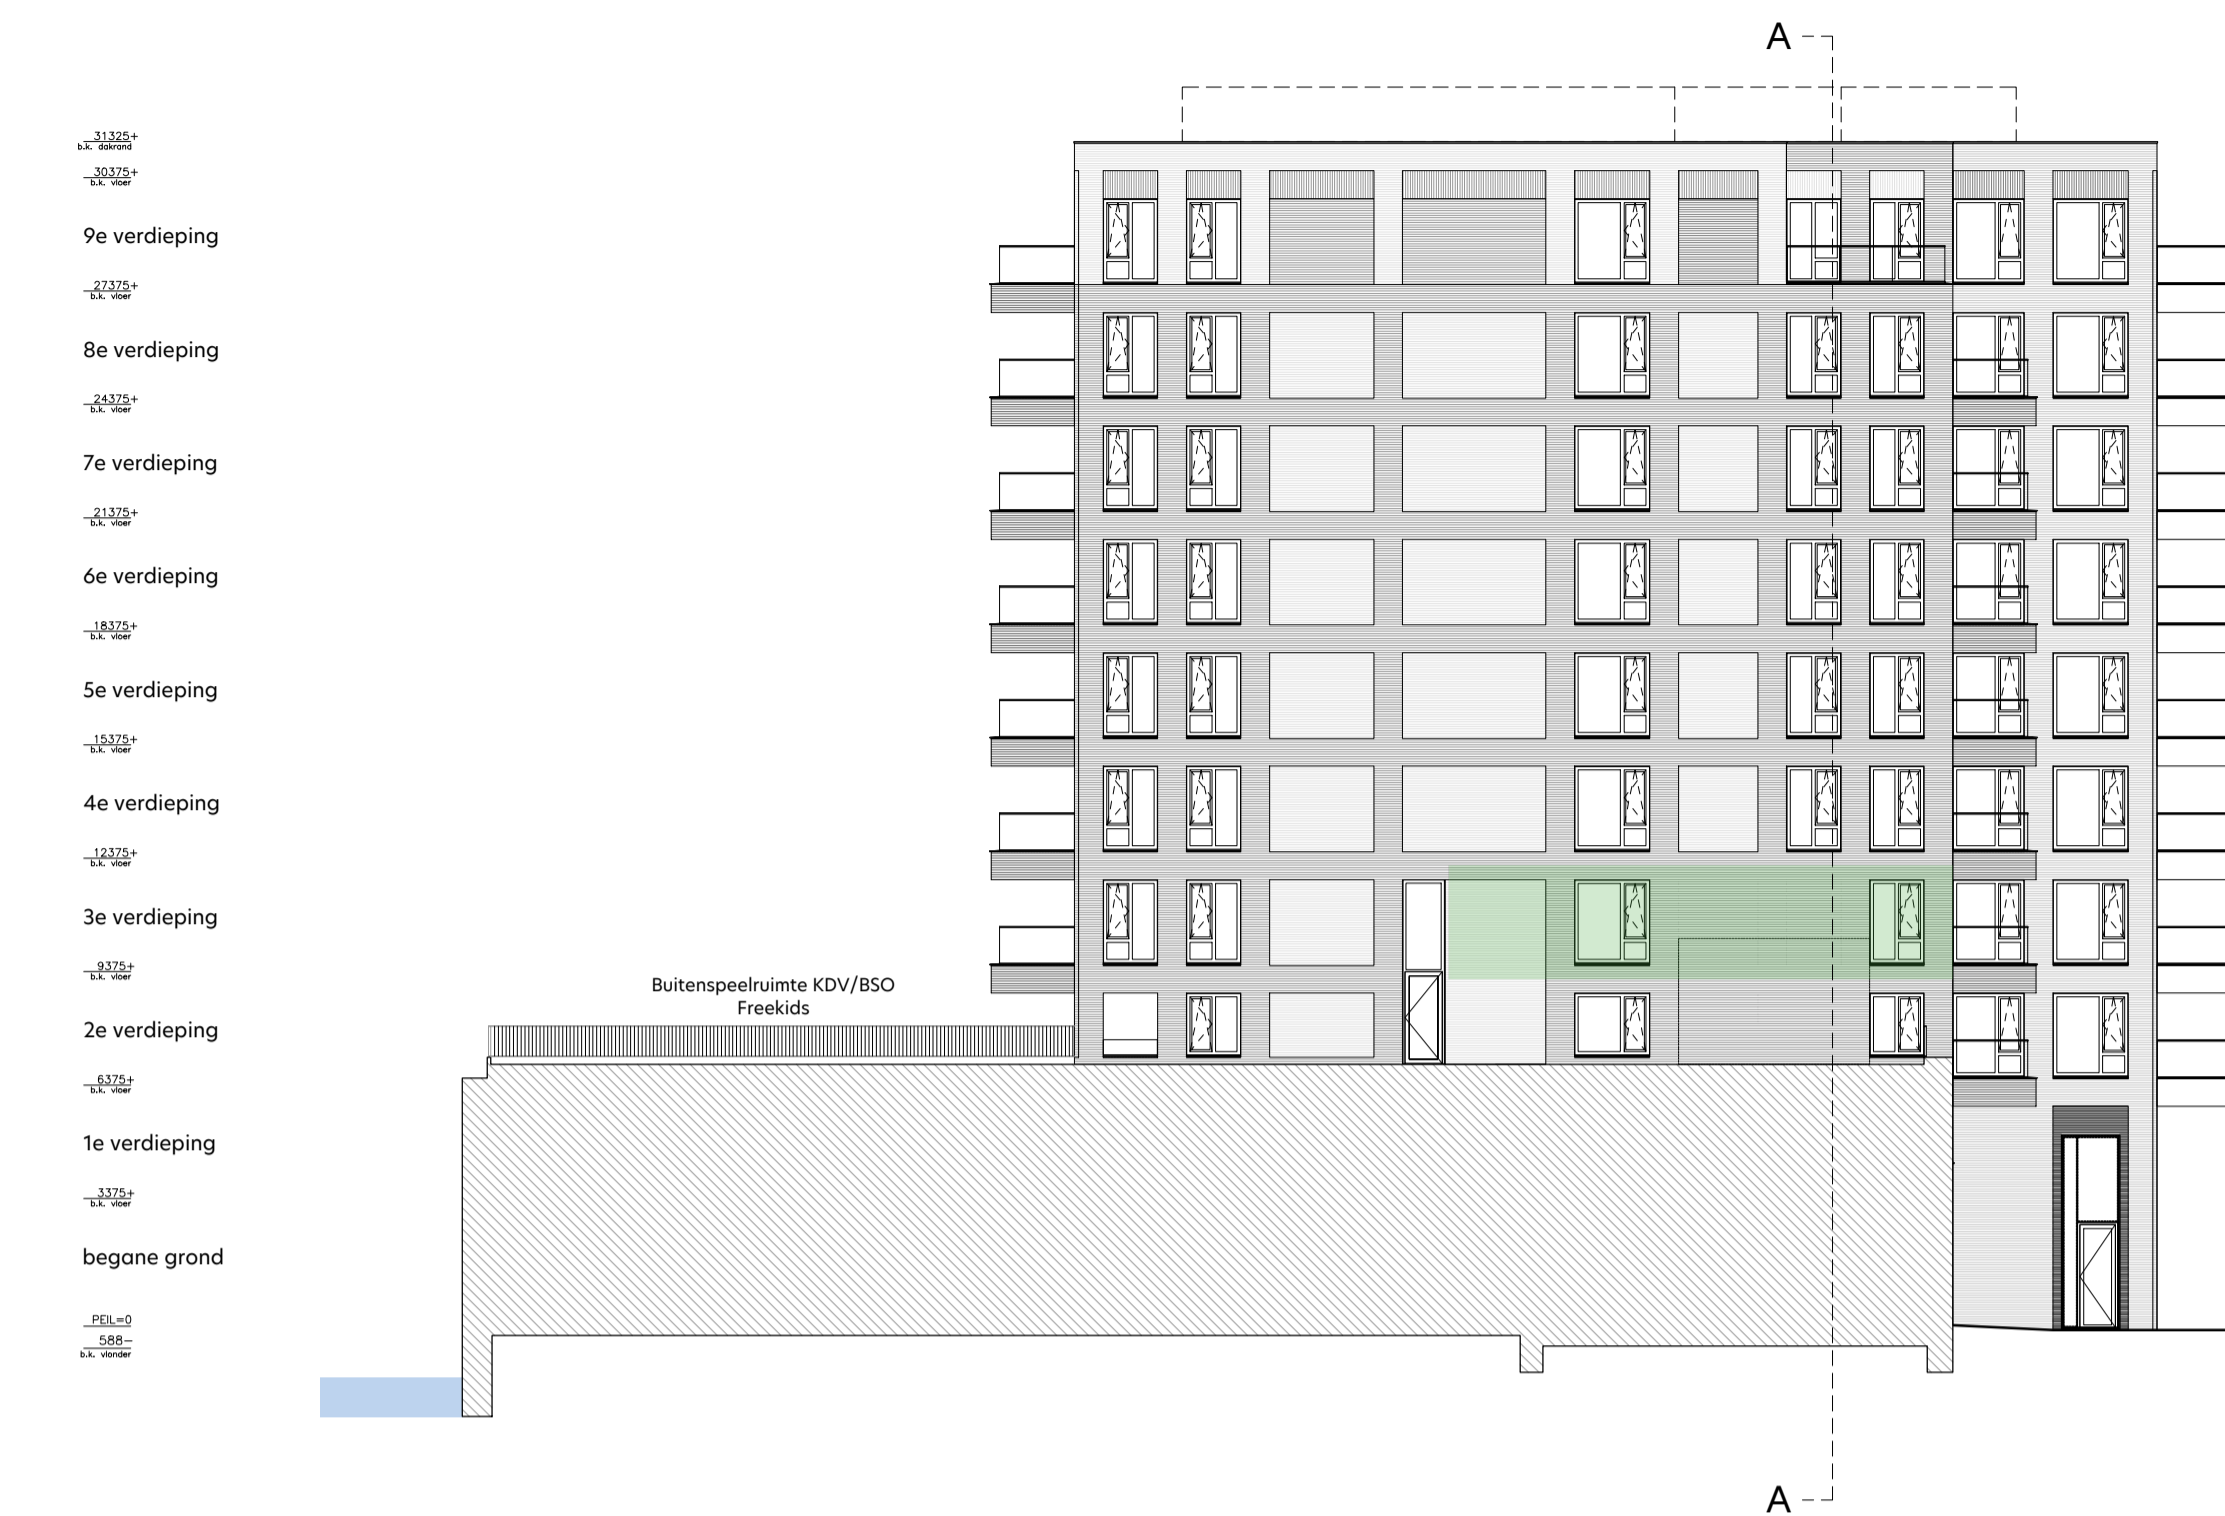 A
31325+
b.k. dakrand
30375+
b.k. vloer
9e verdieping
27375+
b.k. vloer
8e verdieping
24375+
b.k. vloer
7e verdieping
21375+
b.k. vloer
6e verdieping
18375+
b.k. vloer
5e verdieping
15375+
b.k. vloer
4e verdieping
12375+
b.k. vloer
3e verdieping
9375+
b.k. vloer
Buitenspeelruimte KDV/BSO
Freekids
2e verdieping
6375+
b.k. vloer
1e verdieping
3375+
b.k. vloer
begane grond
PEIL=0
588-
b.k. vlonder
A